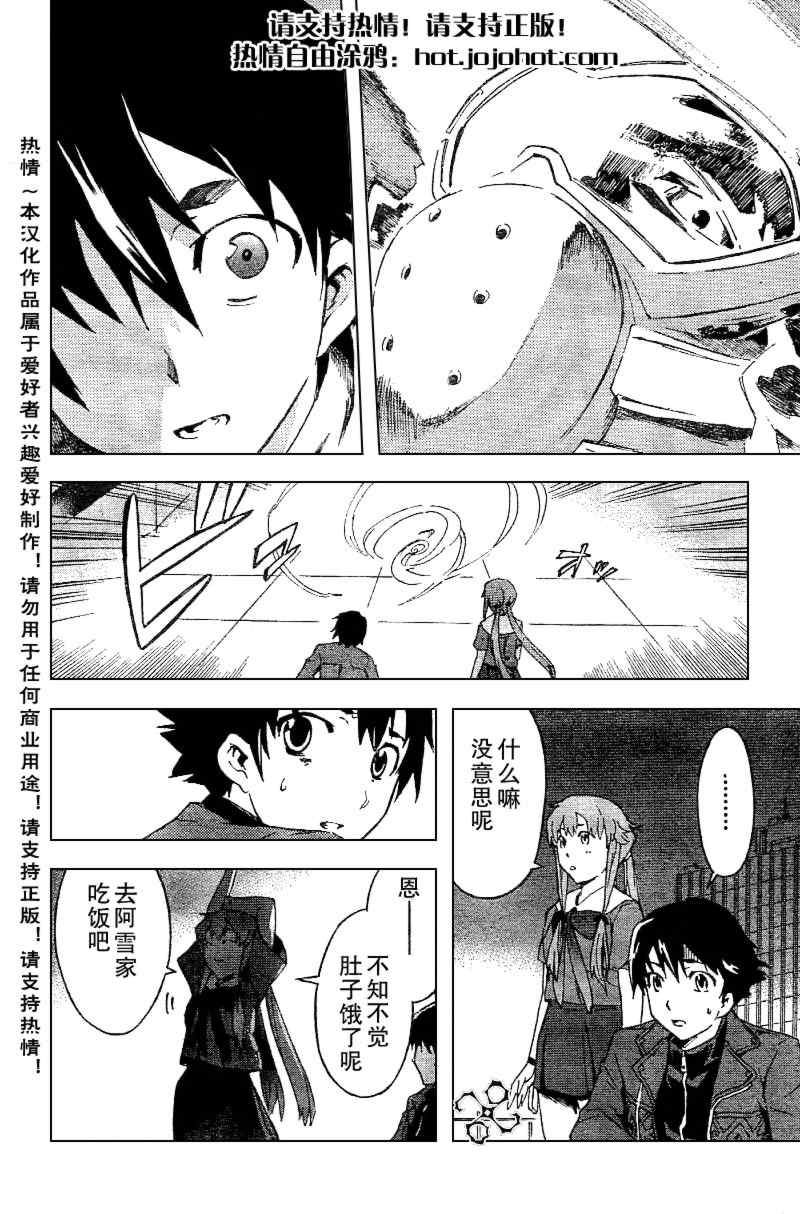 请支持热情！请支持正版！
热情自由涂鸦：hot.jojohot.com
热情～本汉化作品属于爱好者兴趣爱好制作！请勿用于任何商业用途！请支持正版！请支持热情！
ビ
オッ
………
什么嘛
没意思呢
恩——
不知不觉
肚子饿了呢
去阿雪家
吃饭吧